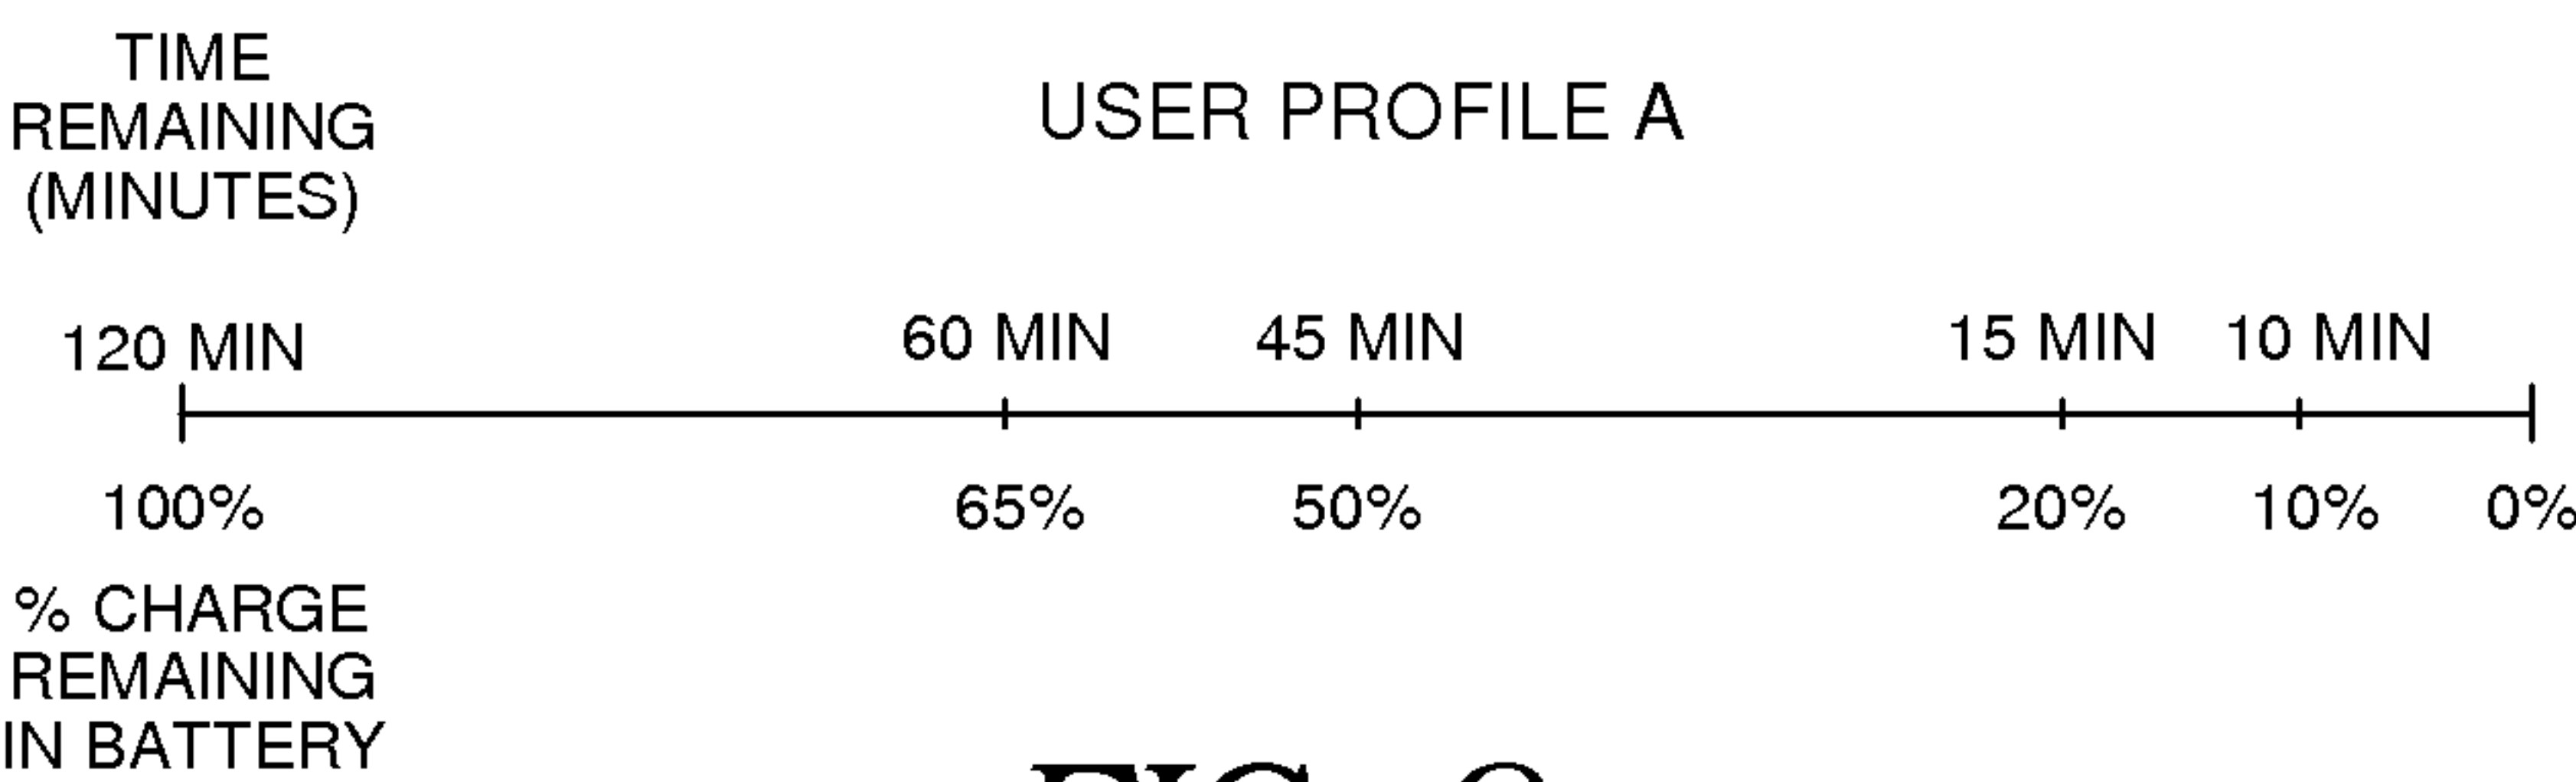 TIME
REMAINING
(MINUTES)
USER PROFILE A
120 MIN
60 MIN
45 MIN
15 MIN
10 MIN
100%
65%
50%
20%
10%
0%
% CHARGE
REMAINING
IN BATTERY